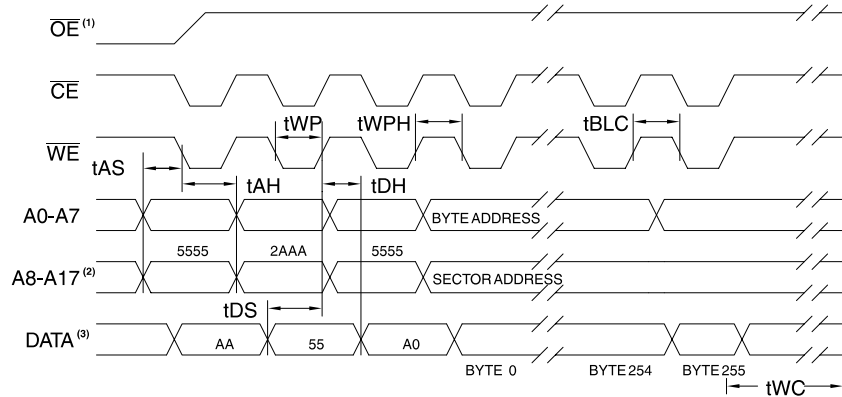 OE (1)
CE
tWP tWPH tBLC
WE
tAS
tAH tDH
A0-A7 BYTE ADDRESS
5555 2AAA 5555
A8-A17 (2) SECTOR ADDRESS
tDS
DATA (3) AA 55 A0
BYTE 0 BYTE 254 BYTE 255
tWC